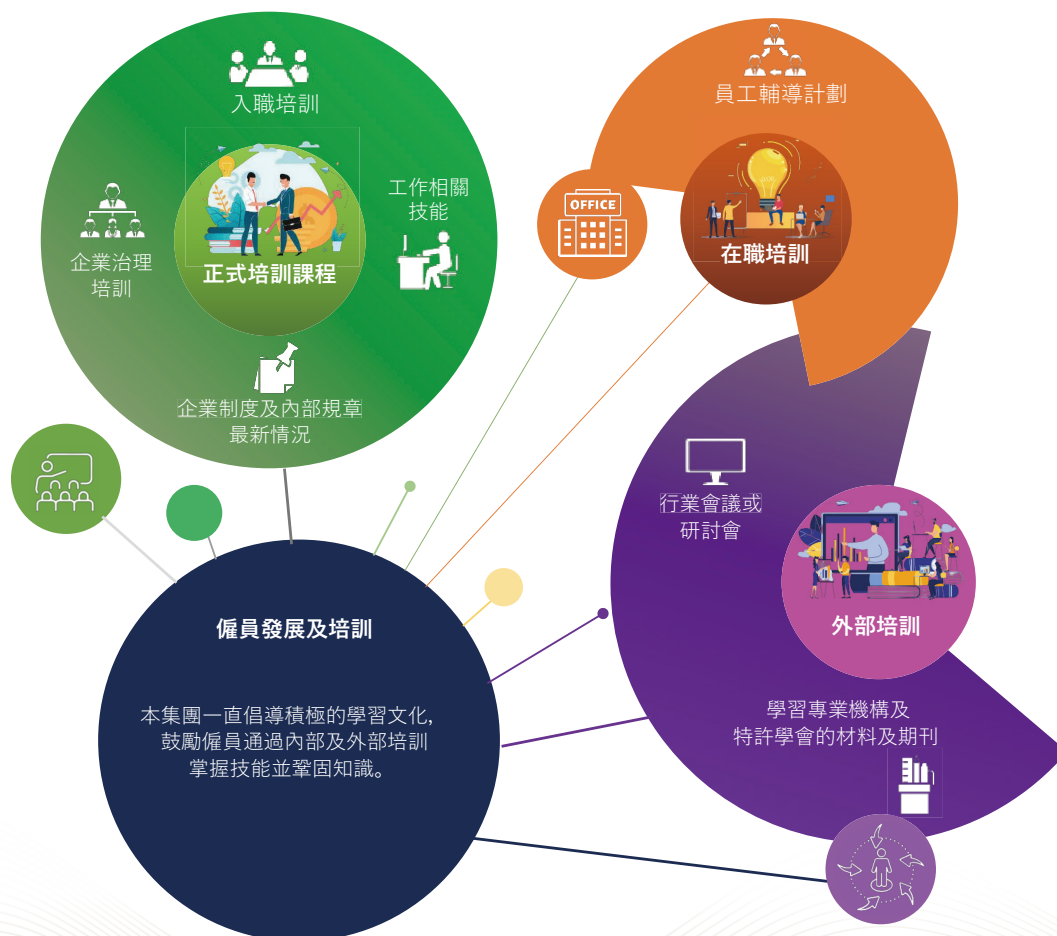 入職培訓
工作相關
技能
企業治理
培訓
正式培訓課程
企業制度及內部規章
最新情況
員工輔導計劃
OFFICE
在職培訓
行業會議或
研討會
外部培訓
學習專業機構及
特許學會的材料及期刊
僱員發展及培訓
本集團一直倡導積極的學習文化,
鼓勵僱員通過內部及外部培訓
掌握技能並鞏固知識。